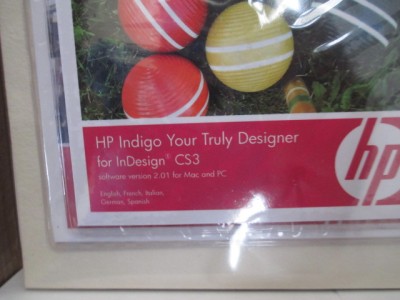 HP Indigo Your Truly Designer
for InDesign® CS3
software version 2.01 for Mac and PC
English, French, Italian,
German, Spanish
hp